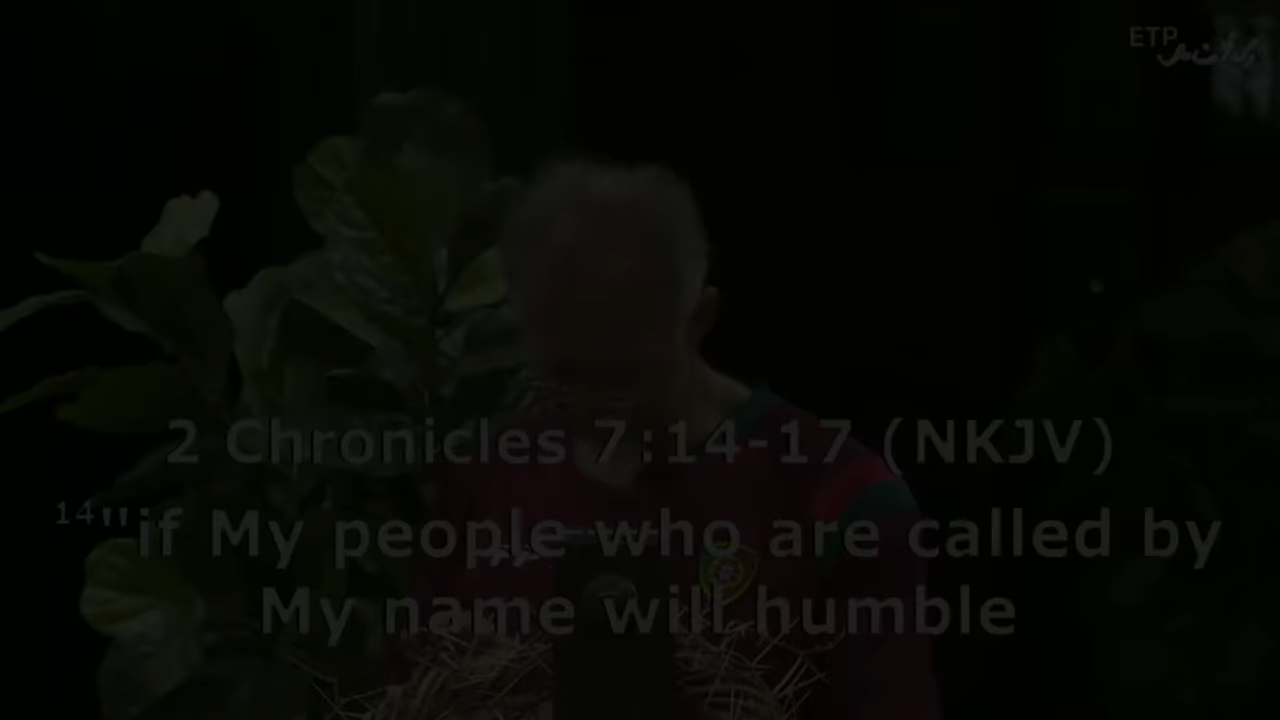 ETP
2 Chronicles 7:14-17 (NKJV)
14"if My people who are called by
My name will humble